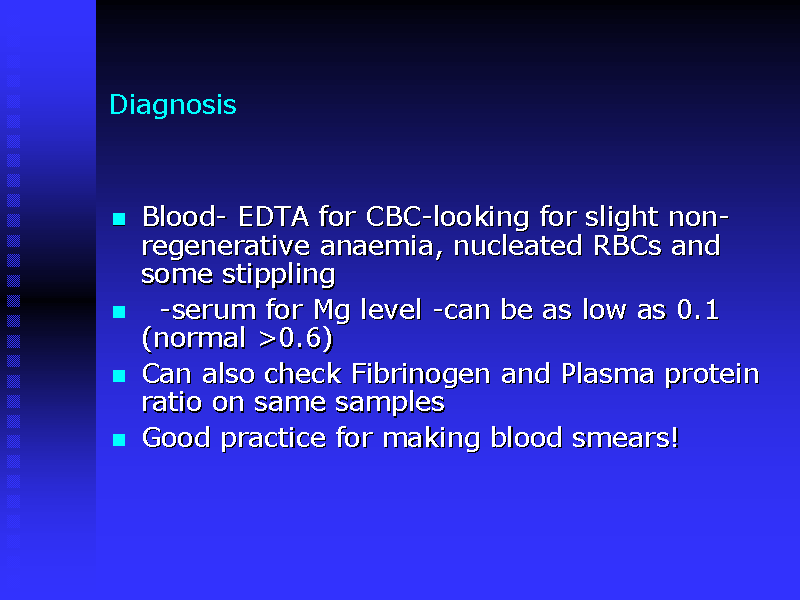 Diagnosis
Blood- EDTA for CBC-looking for slight non-
regenerative anaemia, nucleated RBCs and
some stippling
-serum for Mg level -can be as low as 0.1
(normal >0.6)
Can also check Fibrinogen and Plasma protein
ratio on same samples
Good practice for making blood smears!